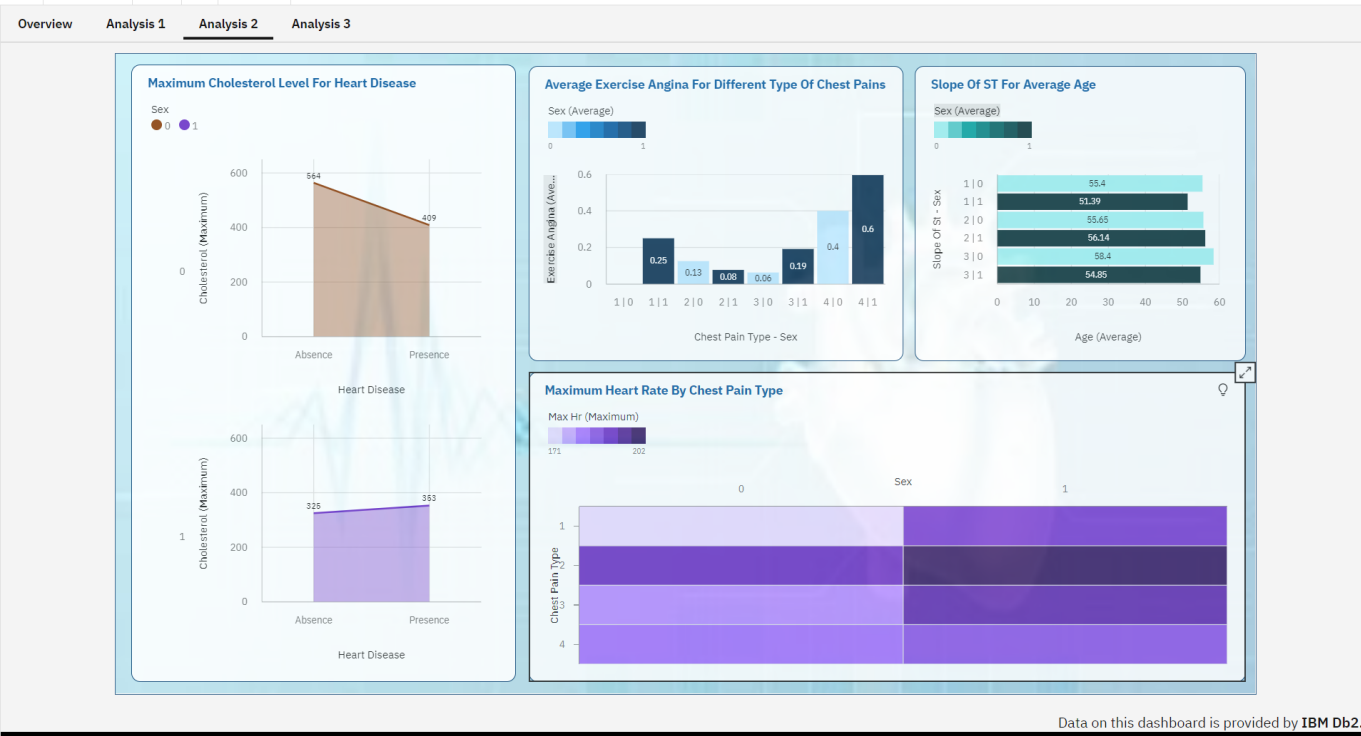 Overview Analysis 1 Analysis 2 Analysis 3
Maximum Cholesterol Level For Heart Disease
Sex
0 1
0
Cholesterol (Maximum)
600
400
200
0
564
409
Absence Presence
Heart Disease
1
Cholesterol (Maximum)
600
400
200
0
325
353
Absence Presence
Heart Disease
Average Exercise Angina For Different Type Of Chest Pains
Sex (Average)
0 1
Exercise Angina (Ave...
0.6
0.4
0.2
0
0.25
0.13
0.08
0.06
0.19
0.4
0.6
1|0 1|1 2|0 2|1 3|0 3|1 4|0 4|1
Chest Pain Type - Sex
Slope Of ST For Average Age
Sex (Average)
0 1
Slope Of St - Sex
1|0 55.4
1|1 51.39
2|0 55.65
2|1 56.14
3|0 58.4
3|1 54.85
0 10 20 30 40 50 60
Age (Average)
Maximum Heart Rate By Chest Pain Type
Max Hr (Maximum)
171 202
Sex
0 1
Chest Pain Type
1
2
3
4
Data on this dashboard is provided by IBM Db2.